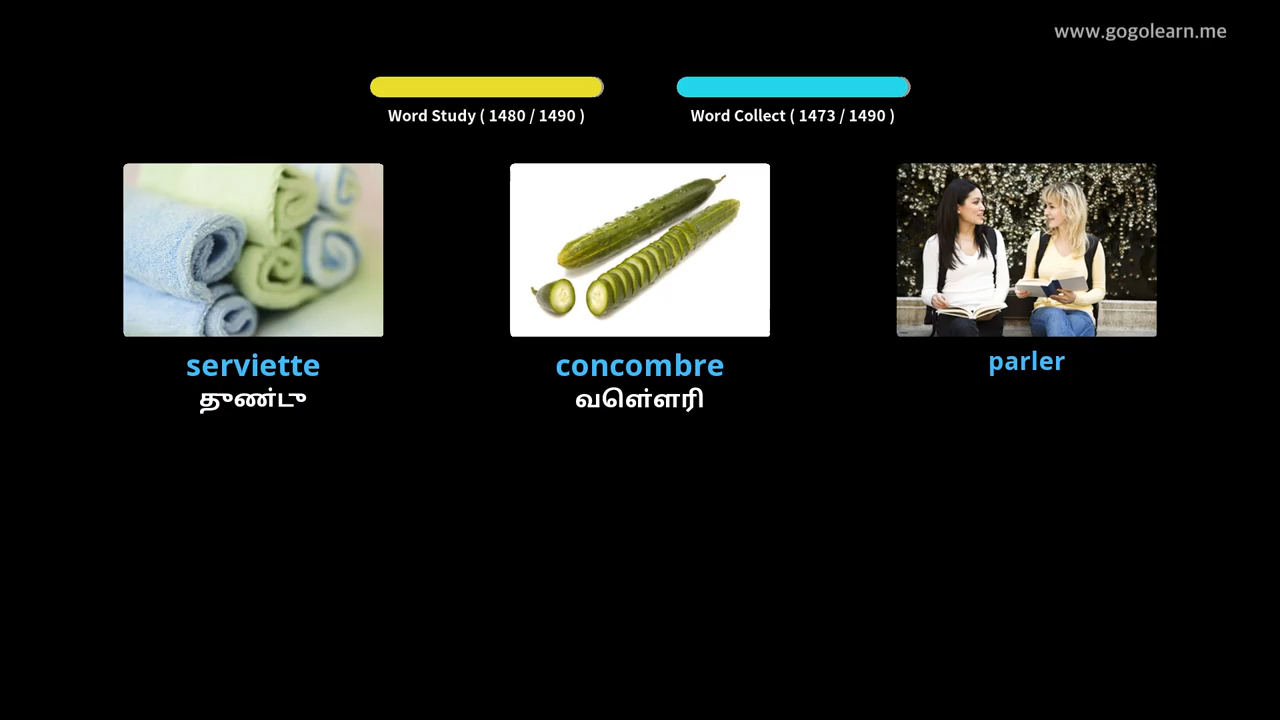 www.gogolearn.me
Word Study ( 1480 / 1490 )
Word Collect ( 1473 / 1490 )
serviette
concombre
parler
துண்டு
வெள்ளரி